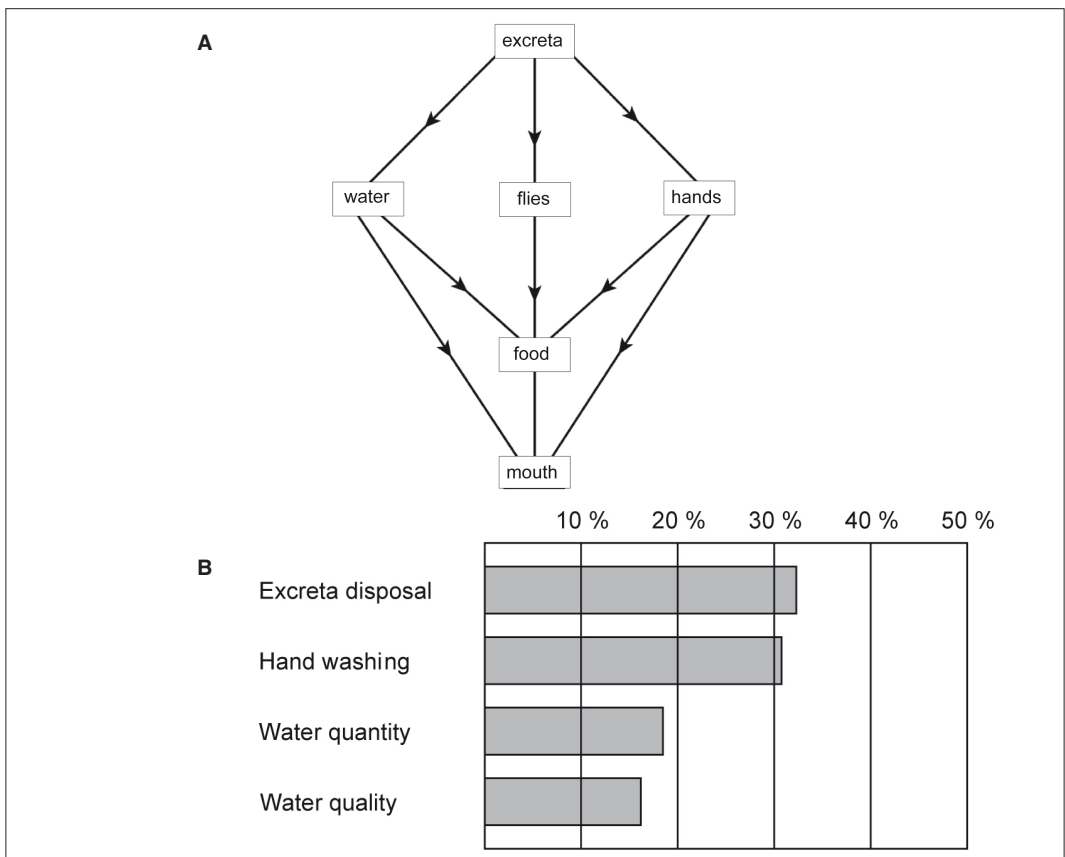 A
excreta
water
flies
hands
food
mouth
10 % 20 % 30 % 40 % 50 %
B
Excreta disposal
Hand washing
Water quantity
Water quality